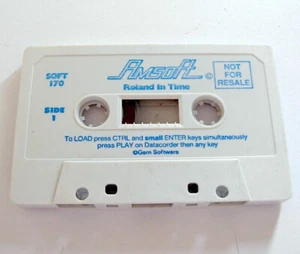 SOFT
170
Amsoft ©
NOT
FOR
RESALE
Roland in Time
SIDE
1
To LOAD press CTRL and small ENTER keys simultaneously
press PLAY on Datacorder then any key
©Gem Software